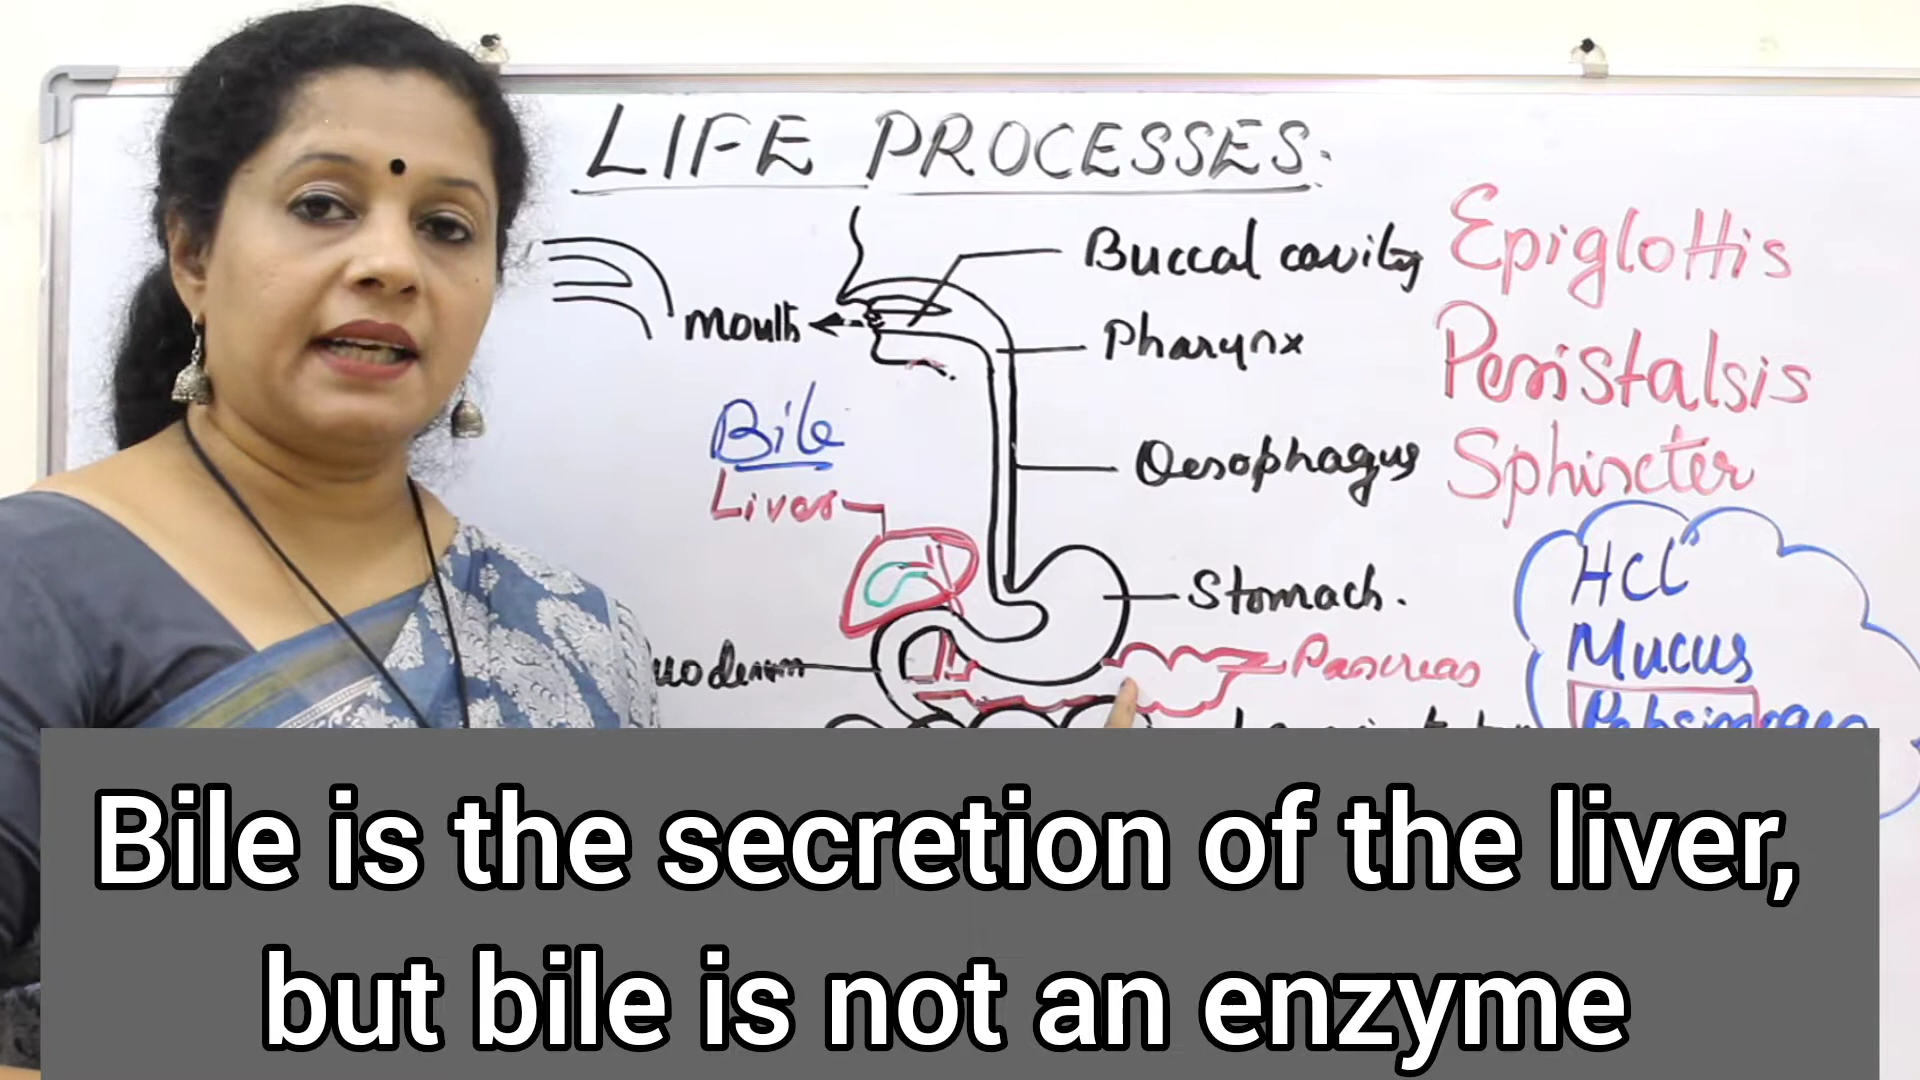 LIFE PROCESSES.
Buccal cavity
Epiglottis
mouth
Pharynx
Peristalsis
Bile
Oesophagus
Sphincter
Liver
HCl
Stomach.
Mucus
uodenum
Pancreas
Bile is the secretion of the liver,
but bile is not an enzyme